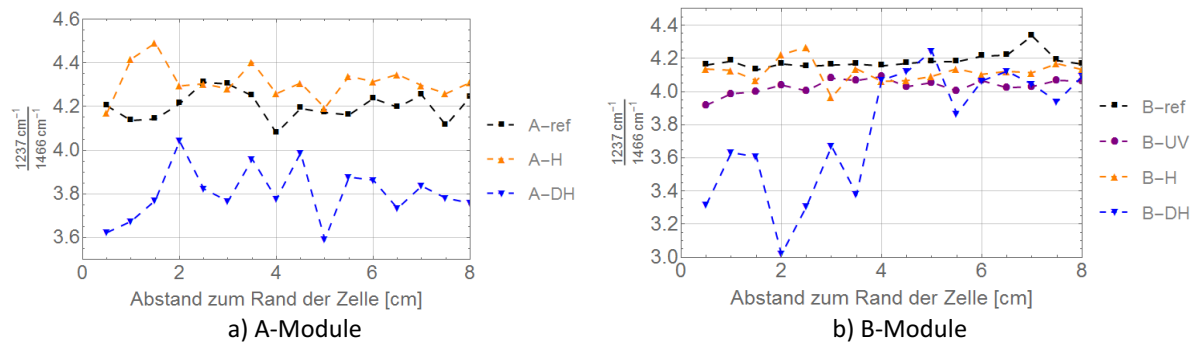 4.6
4.4
4.2
4.0
3.8
3.6
0 2 4 6 8
1237 cm⁻¹
1466 cm⁻¹
Abstand zum Rand der Zelle [cm]
A–ref
A–H
A–DH
a) A-Module
4.4
4.2
4.0
3.8
3.6
3.4
3.2
3.0
0 2 4 6 8
1237 cm⁻¹
1466 cm⁻¹
Abstand zum Rand der Zelle [cm]
B–ref
B–UV
B–H
B–DH
b) B-Module